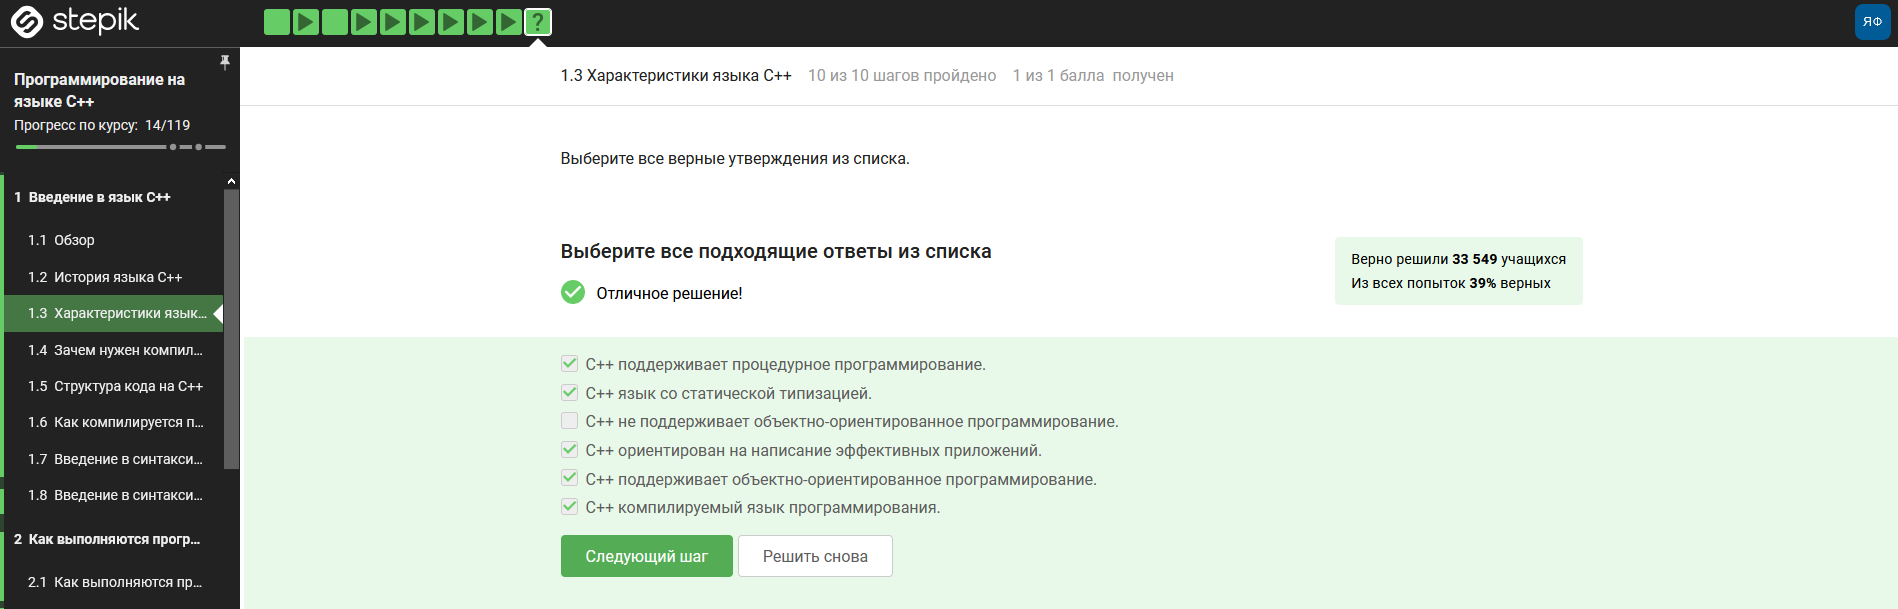 stepik
?
ЯФ
Программирование на
языке C++
Прогресс по курсу: 14/119
1 Введение в язык C++
1.1 Обзор
1.2 История языка C++
1.3 Характеристики язык...
1.4 Зачем нужен компил...
1.5 Структура кода на C++
1.6 Как компилируется п...
1.7 Введение в синтакси...
1.8 Введение в синтакси...
2 Как выполняются прогр...
2.1 Как выполняются пр...
1.3 Характеристики языка C++ 10 из 10 шагов пройдено 1 из 1 балла получен
Выберите все верные утверждения из списка.
Выберите все подходящие ответы из списка
Отличное решение!
Верно решили 33 549 учащихся
Из всех попыток 39% верных
C++ поддерживает процедурное программирование.
C++ язык со статической типизацией.
C++ не поддерживает объектно-ориентированное программирование.
C++ ориентирован на написание эффективных приложений.
C++ поддерживает объектно-ориентированное программирование.
C++ компилируемый язык программирования.
Следующий шаг
Решить снова